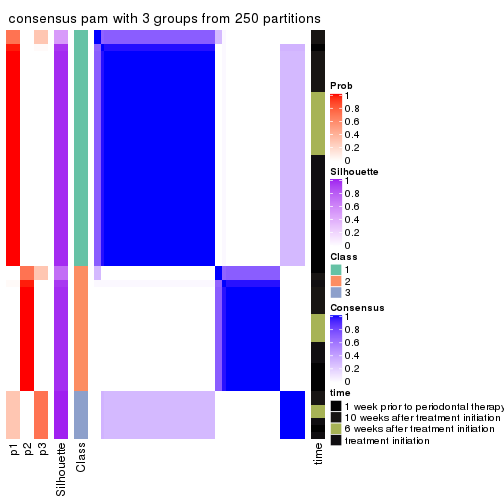 consensus pam with 3 groups from 250 partitions
Prob
1
0.8
0.6
0.4
0.2
0
Silhouette
1
0.8
0.6
0.4
0.2
0
Class
1
2
3
Consensus
1
0.8
0.6
0.4
0.2
0
time
1 week prior to periodontal therapy
10 weeks after treatment initiation
6 weeks after treatment initiation
treatment initiation
p1
p2
p3
Silhouette
Class
time